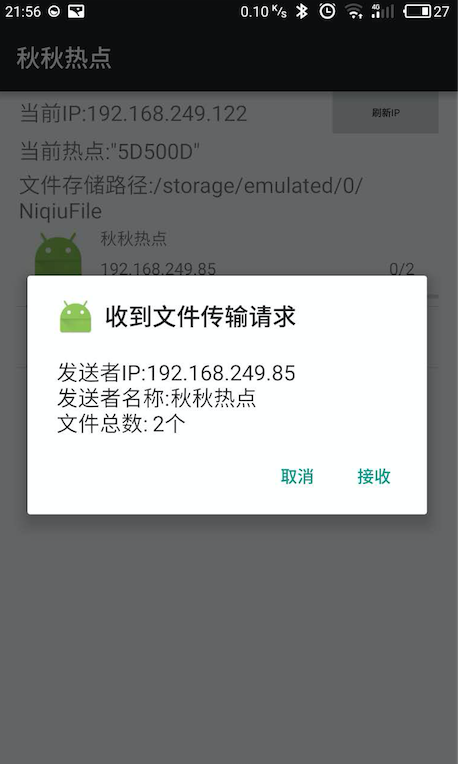 21:56 0.10 K/s 4G 27
秋秋热点
当前IP:192.168.249.122 刷新IP
当前热点:"5D500D"
文件存储路径:/storage/emulated/0/
NiqiuFile
秋秋热点
192.168.249.85 0/2
收到文件传输请求
发送者IP:192.168.249.85
发送者名称:秋秋热点
文件总数: 2个
取消 接收